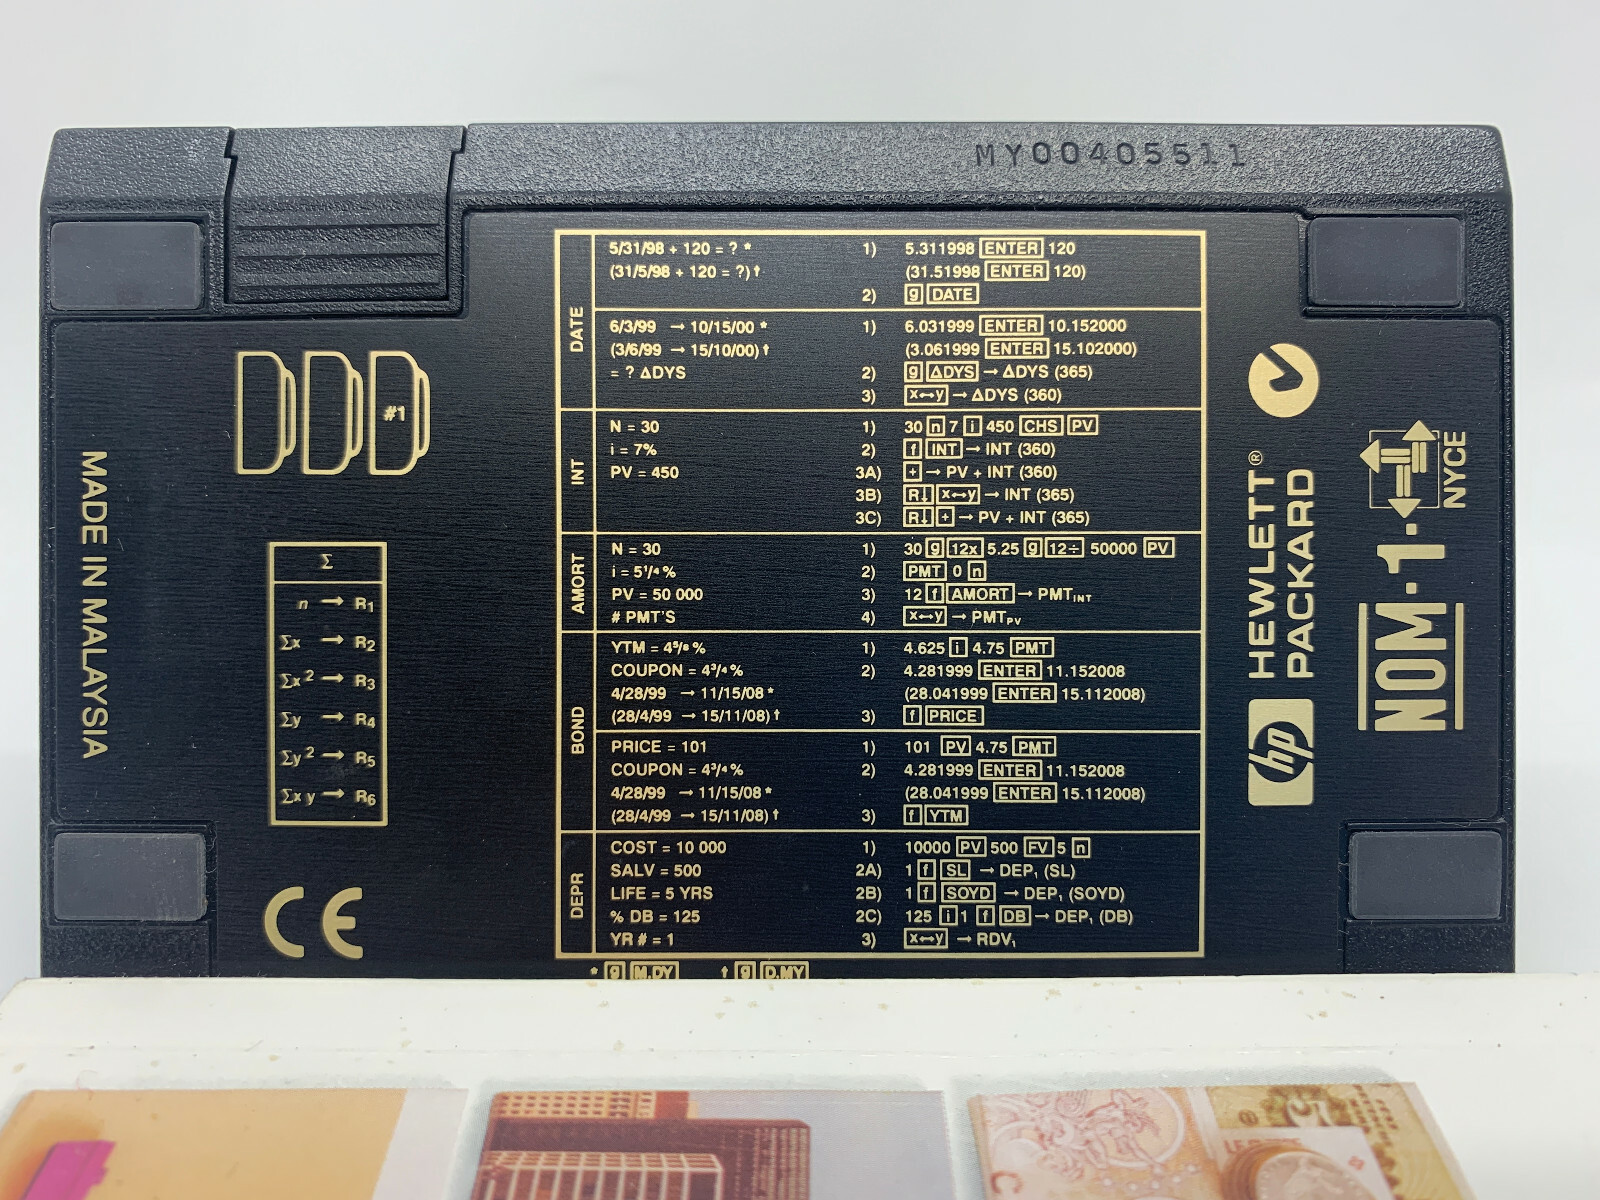 MY00405511
DATE
5/31/98 + 120 = ? * 1) 5.311998 ENTER 120
(31/5/98 + 120 = ?)† (31.51998 ENTER 120)
2) g DATE
6/3/99 → 10/15/00 * 1) 6.031999 ENTER 10.152000
(3/6/99 → 15/10/00)† (3.061999 ENTER 15.102000)
= ? ΔDYS 2) g ΔDYS → ΔDYS (365)
3) x↔y → ΔDYS (360)
INT
N = 30 1) 30 n 7 i 450 CHS PV
i = 7% 2) f INT → INT (360)
PV = 450 3A) + → PV + INT (360)
3B) R↓ x↔y → INT (365)
3C) R↓ + → PV + INT (365)
AMORT
N = 30 1) 30 g 12x 5.25 g 12÷ 50000 PV
i = 5¹/₄% 2) PMT 0 n
PV = 50 000 3) 12 f AMORT → PMT INT
# PMT'S 4) x↔y → PMT PV
BOND
YTM = 4⁵/₈% 1) 4.625 i 4.75 PMT
COUPON = 4³/₄% 2) 4.281999 ENTER 11.152008
4/28/99 → 11/15/08 * (28.041999 ENTER 15.112008)
(28/4/99 → 15/11/08)† 3) f PRICE
PRICE = 101 1) 101 PV 4.75 PMT
COUPON = 4³/₄% 2) 4.281999 ENTER 11.152008
4/28/99 → 11/15/08 * (28.041999 ENTER 15.112008)
(28/4/99 → 15/11/08)† 3) f YTM
DEPR
COST = 10 000 1) 10000 PV 500 FV 5 n
SALV = 500 2A) 1 f SL → DEP₁ (SL)
LIFE = 5 YRS 2B) 1 f SOYD → DEP₁ (SOYD)
% DB = 125 2C) 125 i 1 f DB → DEP₁ (DB)
YR # = 1 3) x↔y → RDV₁
* g M.DY † g D.MY
#1
MADE IN MALAYSIA
Σ
n → R₁
Σx → R₂
Σx² → R₃
Σy → R₄
Σy² → R₅
Σxy → R₆
CE
hp HEWLETT®
PACKARD
NOM·1·
NYCE